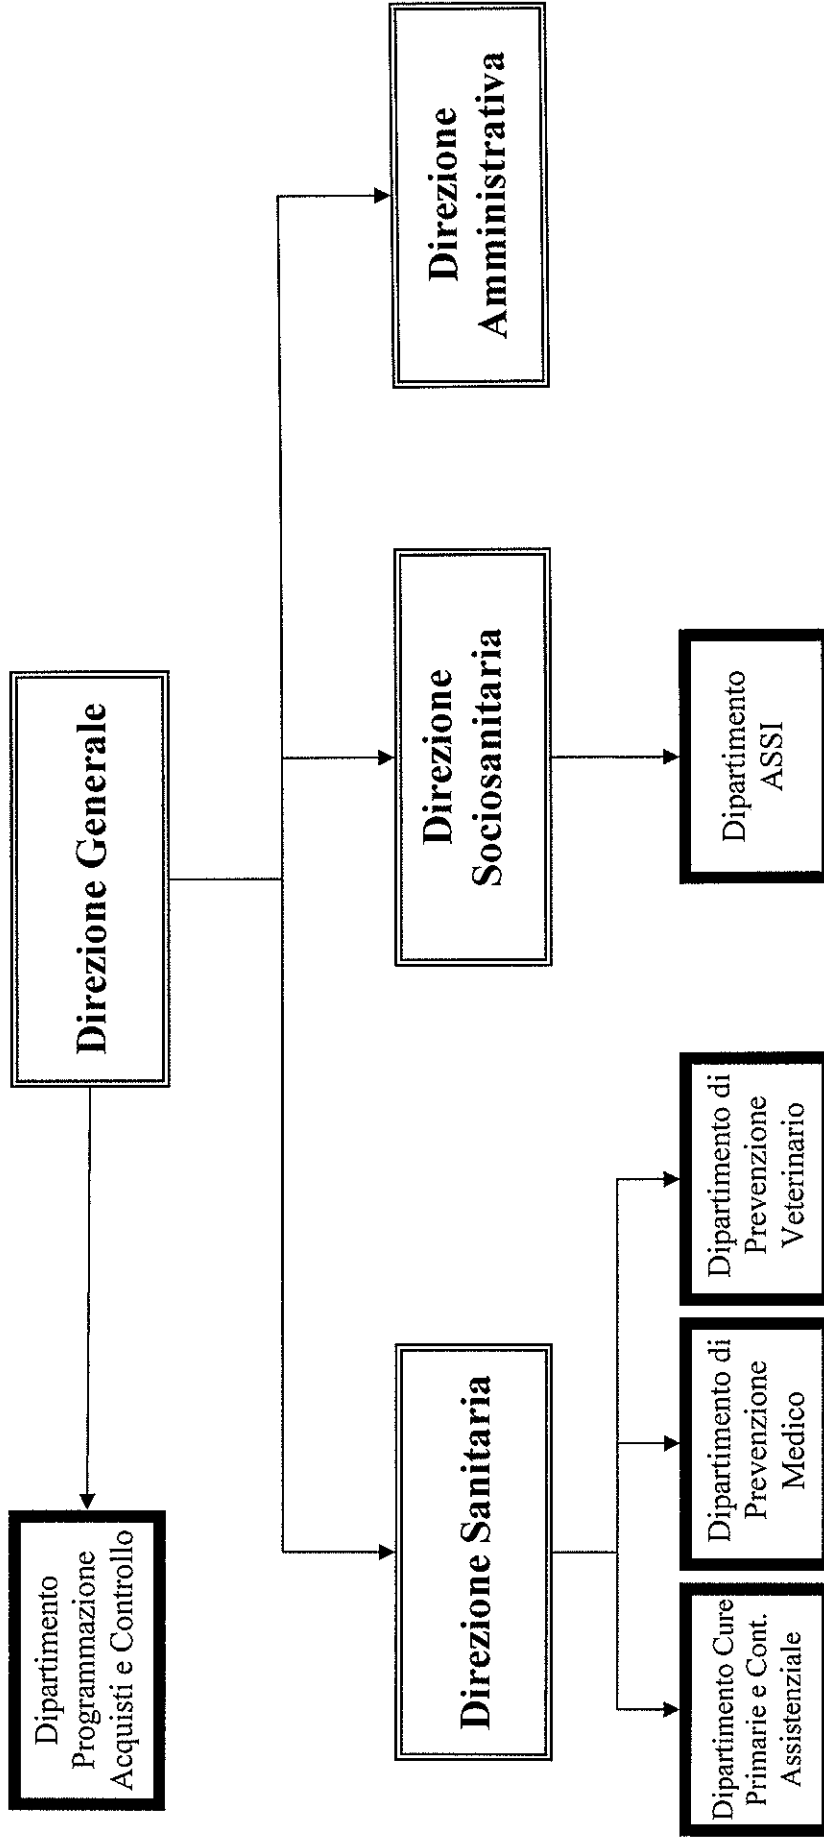 Dipartimento
Programmazione
Acquisti e Controllo
Direzione Generale
Direzione Sanitaria
Direzione
Sociosanitaria
Direzione
Amministrativa
Dipartimento Cure
Primarie e Cont.
Assistenziale
Dipartimento di
Prevenzione
Medico
Dipartimento di
Prevenzione
Veterinario
Dipartimento
ASSI